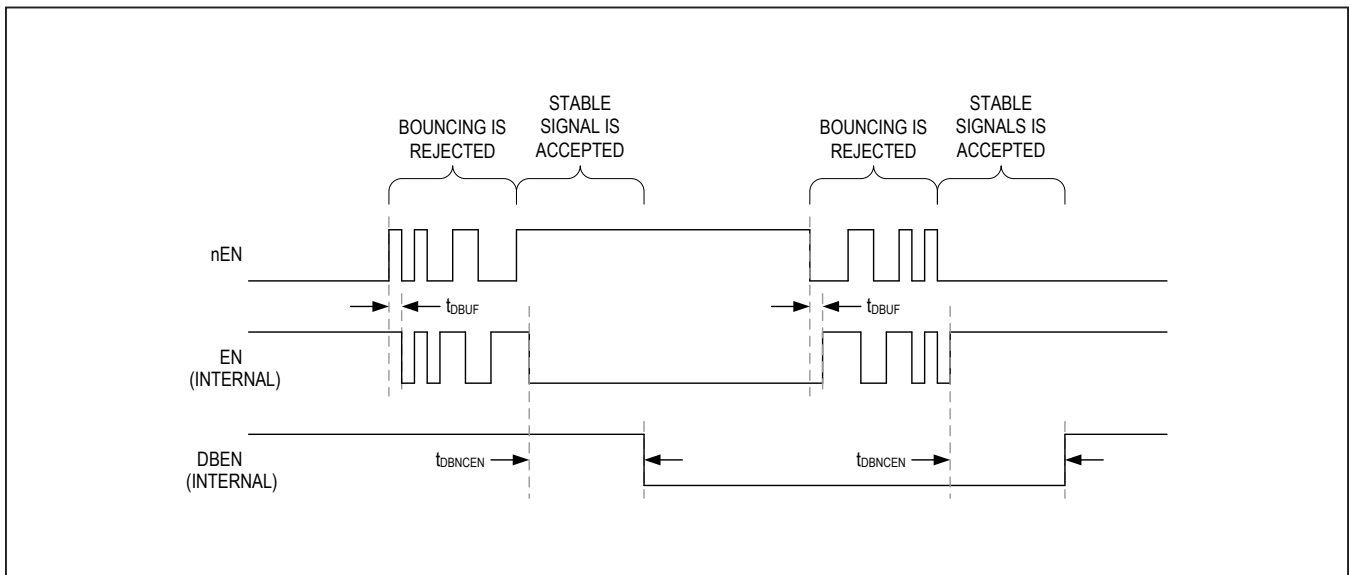 BOUNCING IS
REJECTED
STABLE
SIGNAL IS
ACCEPTED
BOUNCING IS
REJECTED
STABLE
SIGNALS IS
ACCEPTED
nEN
tDBUF
tDBUF
EN
(INTERNAL)
DBEN
(INTERNAL)
tDBNCEN
tDBNCEN